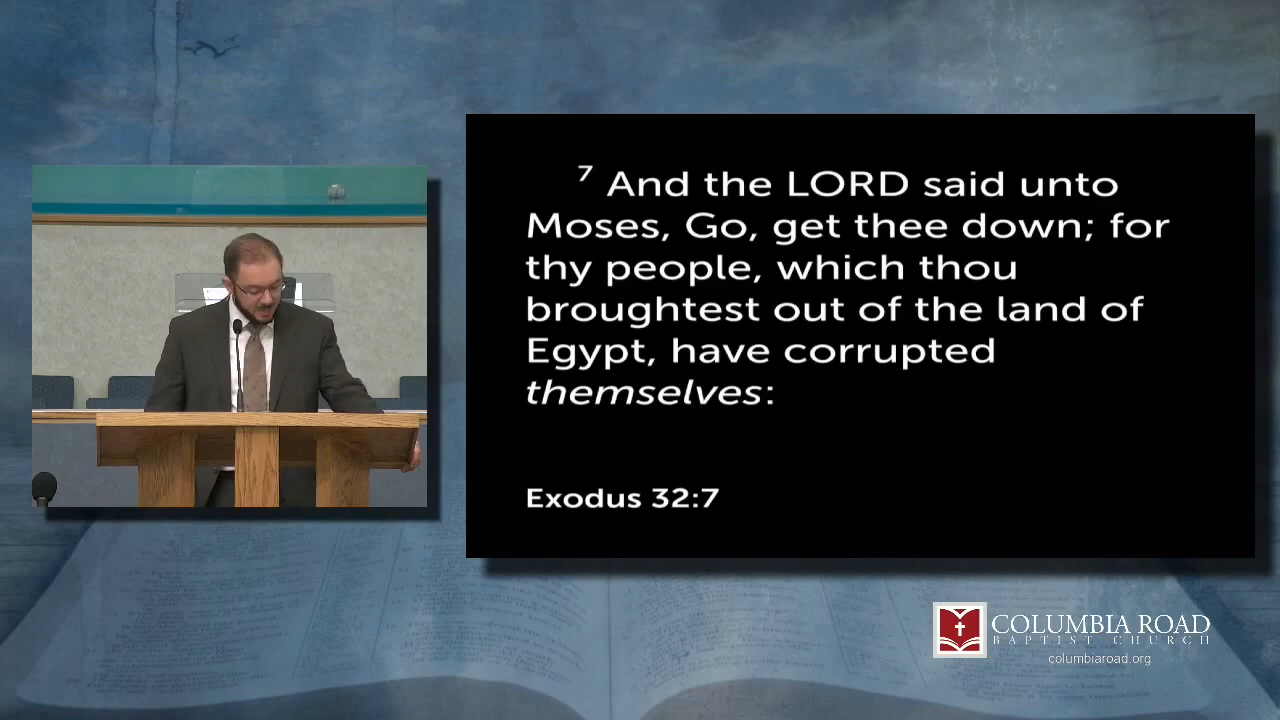 7 And the LORD said unto
Moses, Go, get thee down; for
thy people, which thou
broughtest out of the land of
Egypt, have corrupted
themselves:
Exodus 32:7
COLUMBIA ROAD
BAPTIST CHURCH
columbiaroad.org